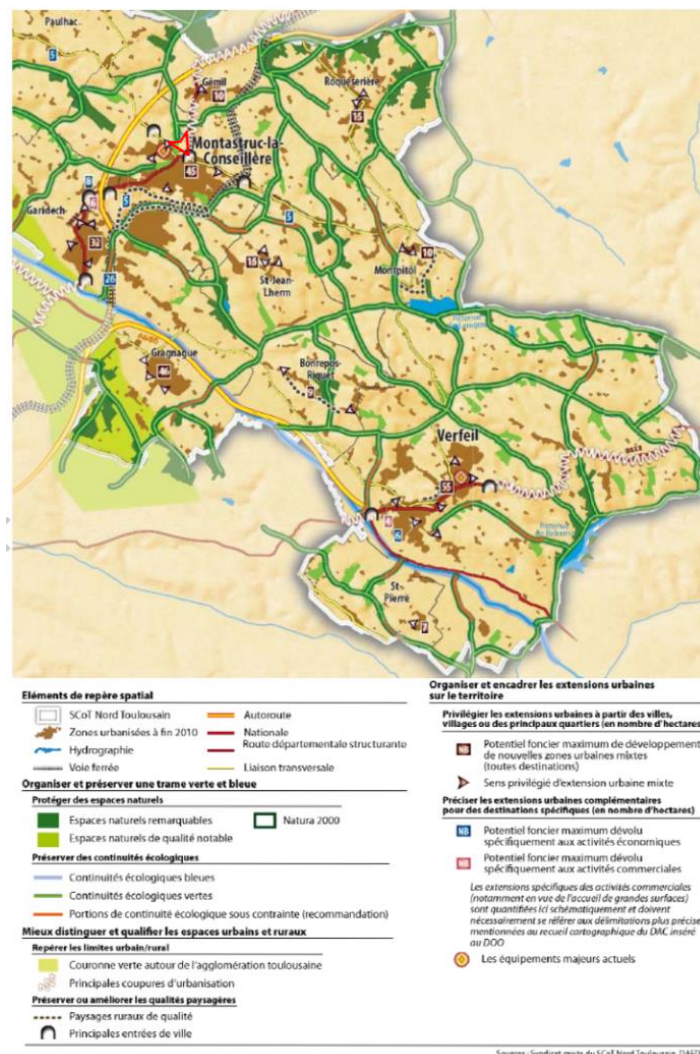 Paulhac
5
Gémil
10
Roqueserière
15
Montastruc-la-
Conseillère
45
8
5
5
Garidech
32
15
St-Jean-
Lherm
10
Montpitol
26
A680
Gragnague
46
Bonrepos-
Riquet
9
Verfeil
55
4
6
St-
Pierre
7
Eléments de repère spatial
SCoT Nord Toulousain
Zones urbanisées à fin 2010
Hydrographie
Voie ferrée
Autoroute
Nationale
Route départementale structurante
Liaison transversale
Organiser et préserver une trame verte et bleue
Protéger des espaces naturels
Espaces naturels remarquables
Natura 2000
Espaces naturels de qualité notable
Préserver des continuités écologiques
Continuités écologiques bleues
Continuités écologiques vertes
Portions de continuité écologique sous contrainte (recommandation)
Mieux distinguer et qualifier les espaces urbains et ruraux
Repérer les limites urbain/rural
Couronne verte autour de l'agglomération toulousaine
Principales coupures d'urbanisation
Préserver ou améliorer les qualités paysagères
Paysages ruraux de qualité
Principales entrées de ville
Organiser et encadrer les extensions urbaines
sur le territoire
Privilégier les extensions urbaines à partir des villes,
villages ou des principaux quartiers (en nombre d'hectares)
NB
Potentiel foncier maximum de développement
de nouvelles zones urbaines mixtes
(toutes destinations)
Sens privilégié d'extension urbaine mixte
Préciser les extensions urbaines complémentaires
pour des destinations spécifiques (en nombre d'hectares)
NB
Potentiel foncier maximum dévolu
spécifiquement aux activités économiques
NB
Potentiel foncier maximum dévolu
spécifiquement aux activités commerciales
Les extensions spécifiques des activités commerciales
(notamment en vue de l'accueil de grandes surfaces)
sont quantifiées ici schématiquement et doivent
nécessairement se référer aux délimitations plus précise
mentionnées au recueil cartographique du DAC inséré
au DOO
Les équipements majeurs actuels
Sources : Syndicat mixte du SCoT Nord Toulousain,